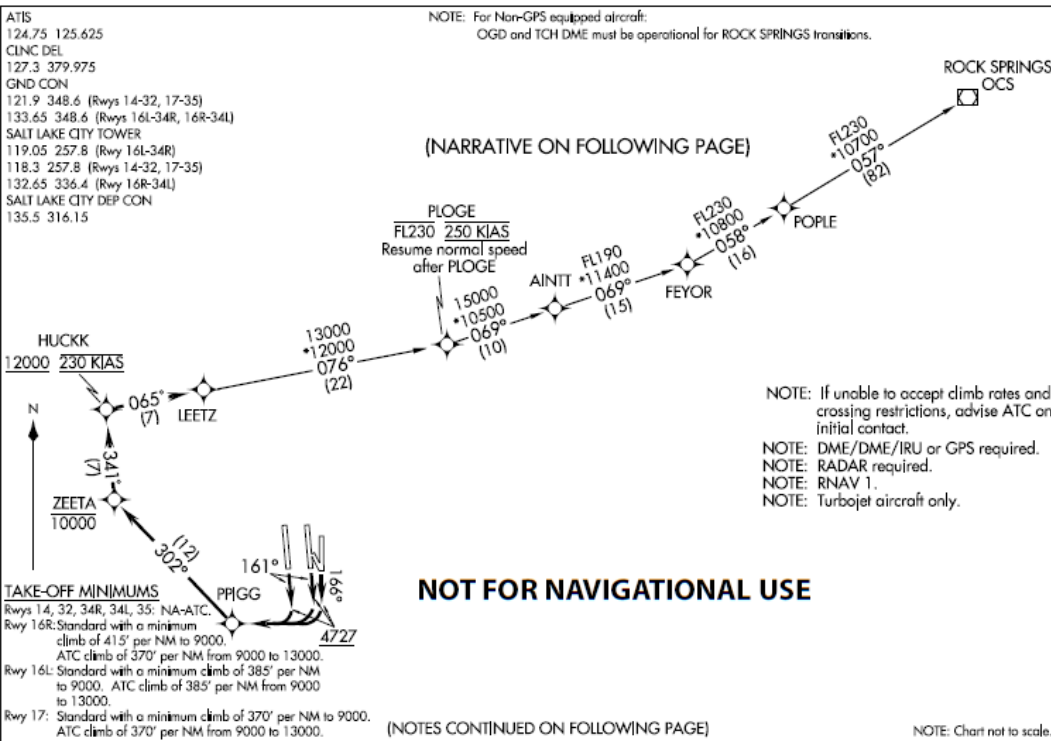 ATIS
124.75 125.625
CLNC DEL
127.3 379.975
GND CON
121.9 348.6 (Rwys 14-32, 17-35)
133.65 348.6 (Rwys 16L-34R, 16R-34L)
SALT LAKE CITY TOWER
119.05 257.8 (Rwy 16L-34R)
118.3 257.8 (Rwys 14-32, 17-35)
132.65 336.4 (Rwy 16R-34L)
SALT LAKE CITY DEP CON
135.5 316.15
NOTE: For Non-GPS equipped aircraft:
OGD and TCH DME must be operational for ROCK SPRINGS transitions.
ROCK SPRINGS
OCS
(NARRATIVE ON FOLLOWING PAGE)
FL230
*10700
057°
(82)
POPLE
FL230
*10800
058°
(16)
FEYOR
FL190
*11400
069°
(15)
AINTT
15000
*10500
069°
(10)
PLOGE
FL230 250 KIAS
Resume normal speed
after PLOGE
13000
*12000
076°
(22)
LEETZ
065°
(7)
HUCKK
12000 230 KIAS
N
341°
(7)
ZEETA
10000
(12)
302°
PPIGG
161°
166°
4727
NOTE: If unable to accept climb rates and
crossing restrictions, advise ATC on
initial contact.
NOTE: DME/DME/IRU or GPS required.
NOTE: RADAR required.
NOTE: RNAV 1.
NOTE: Turbojet aircraft only.
NOT FOR NAVIGATIONAL USE
TAKE-OFF MINIMUMS
Rwys 14, 32, 34R, 34L, 35: NA-ATC.
Rwy 16R: Standard with a minimum
climb of 415' per NM to 9000.
ATC climb of 370' per NM from 9000 to 13000.
Rwy 16L: Standard with a minimum climb of 385' per NM
to 9000. ATC climb of 385' per NM from 9000
to 13000.
Rwy 17: Standard with a minimum climb of 370' per NM to 9000.
ATC climb of 370' per NM from 9000 to 13000.
(NOTES CONTINUED ON FOLLOWING PAGE)
NOTE: Chart not to scale.